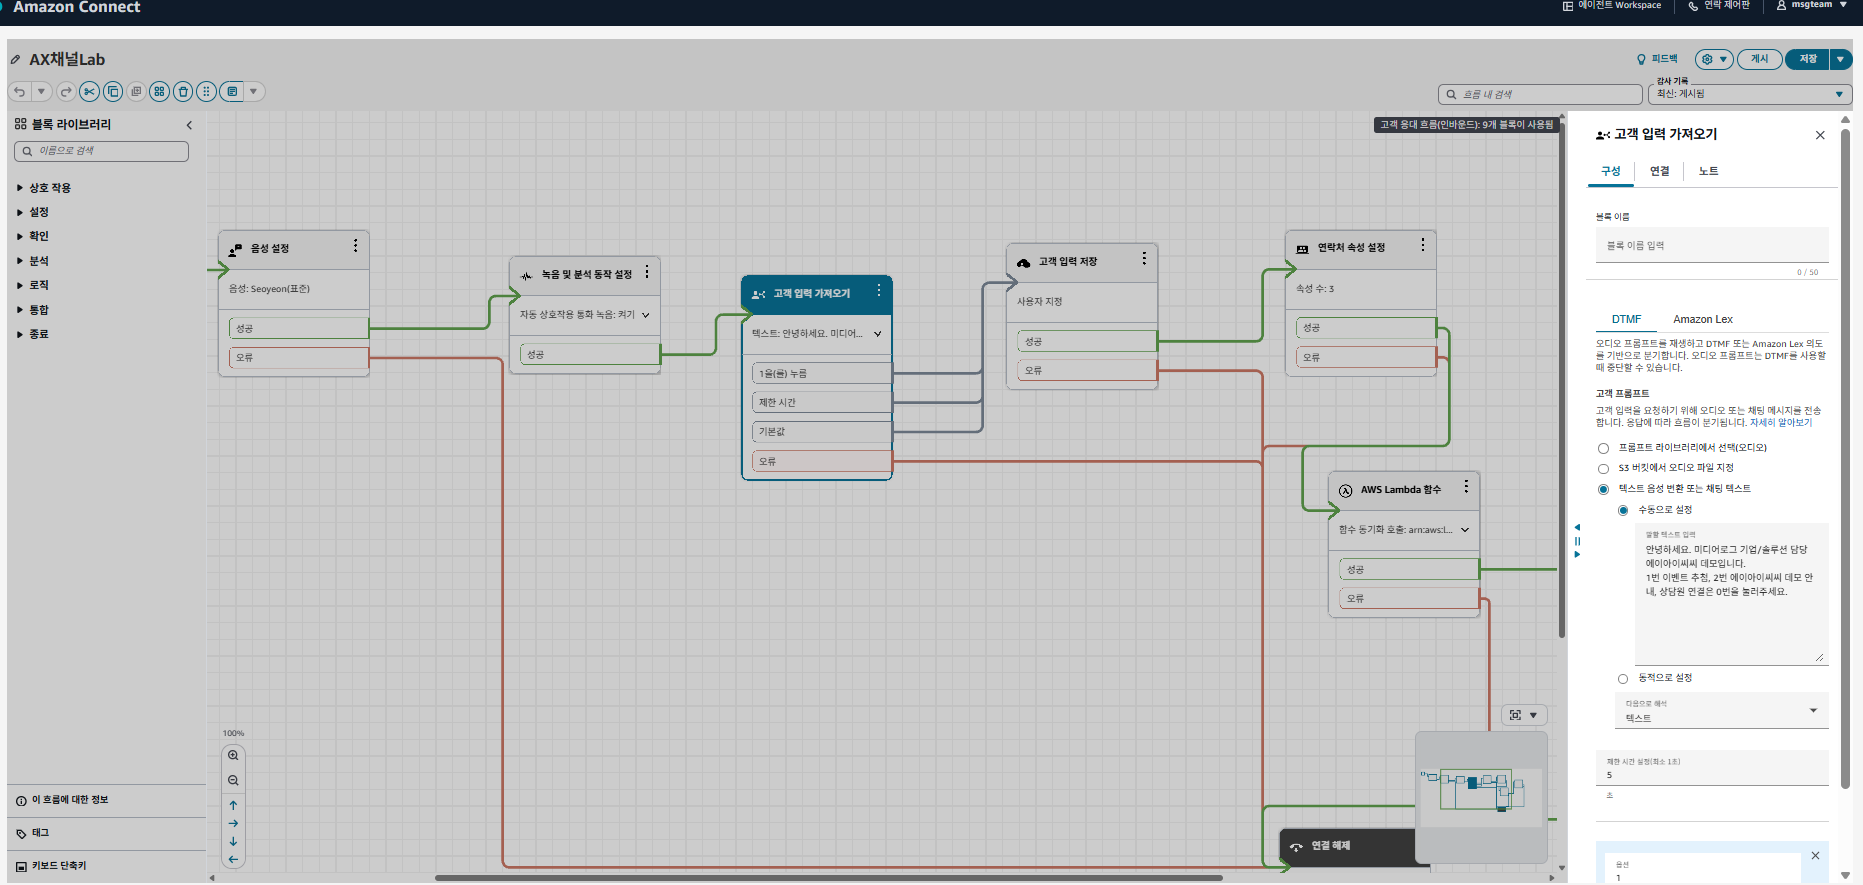 Amazon Connect
에이전트 Workspace
연락 제어판
msgteam
AX채널Lab
피드백
게시
저장
흐름 내 검색
감사 기록
최신: 게시됨
블록 라이브러리
이름으로 검색
상호 작용
설정
확인
분석
로직
통합
종료
고객 응대 흐름(인바운드): 9개 블록이 사용됨
음성 설정
음성: Seoyeon(표준)
성공
오류
녹음 및 분석 동작 설정
자동 상호작용 통화 녹음: 켜기
성공
고객 입력 가져오기
텍스트: 안녕하세요. 미디어...
1을(를) 누름
제한 시간
기본값
오류
고객 입력 저장
사용자 지정
성공
오류
연락처 속성 설정
속성 수: 3
성공
오류
AWS Lambda 함수
함수 동기화 호출: arn:aws:l...
성공
오류
연결 해제
100%
이 흐름에 대한 정보
태그
키보드 단축키
고객 입력 가져오기
구성
연결
노트
블록 이름
블록 이름 입력
0 / 50
DTMF
Amazon Lex
오디오 프롬프트를 재생하고 DTMF 또는 Amazon Lex 의도
를 기반으로 분기합니다. 오디오 프롬프트는 DTMF를 사용할
때 중단할 수 있습니다.
고객 프롬프트
고객 입력을 요청하기 위해 오디오 또는 채팅 메시지를 전송
합니다. 응답에 따라 흐름이 분기됩니다. 자세히 알아보기
프롬프트 라이브러리에서 선택(오디오)
S3 버킷에서 오디오 파일 지정
텍스트 음성 변환 또는 채팅 텍스트
수동으로 설정
말할 텍스트 입력
안녕하세요. 미디어로그 기업/솔루션 담당
에이아이씨씨 데모입니다.
1번 이벤트 추첨, 2번 에이아이씨씨 데모 안
내, 상담원 연결은 0번을 눌러주세요.
동적으로 설정
다음으로 해석
텍스트
제한 시간 설정(최소 1초)
5
초
옵션
1